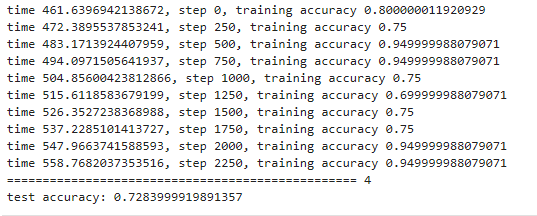 time 461.6396942138672, step 0, training accuracy 0.800000011920929
time 472.3895537853241, step 250, training accuracy 0.75
time 483.1713924407959, step 500, training accuracy 0.949999988079071
time 494.0971505641937, step 750, training accuracy 0.949999988079071
time 504.85600423812866, step 1000, training accuracy 0.75
time 515.6118583679199, step 1250, training accuracy 0.699999988079071
time 526.3527238368988, step 1500, training accuracy 0.75
time 537.2285101413727, step 1750, training accuracy 0.75
time 547.9663741588593, step 2000, training accuracy 0.949999988079071
time 558.7682037353516, step 2250, training accuracy 0.949999988079071
================================================ 4
test accuracy: 0.7283999919891357